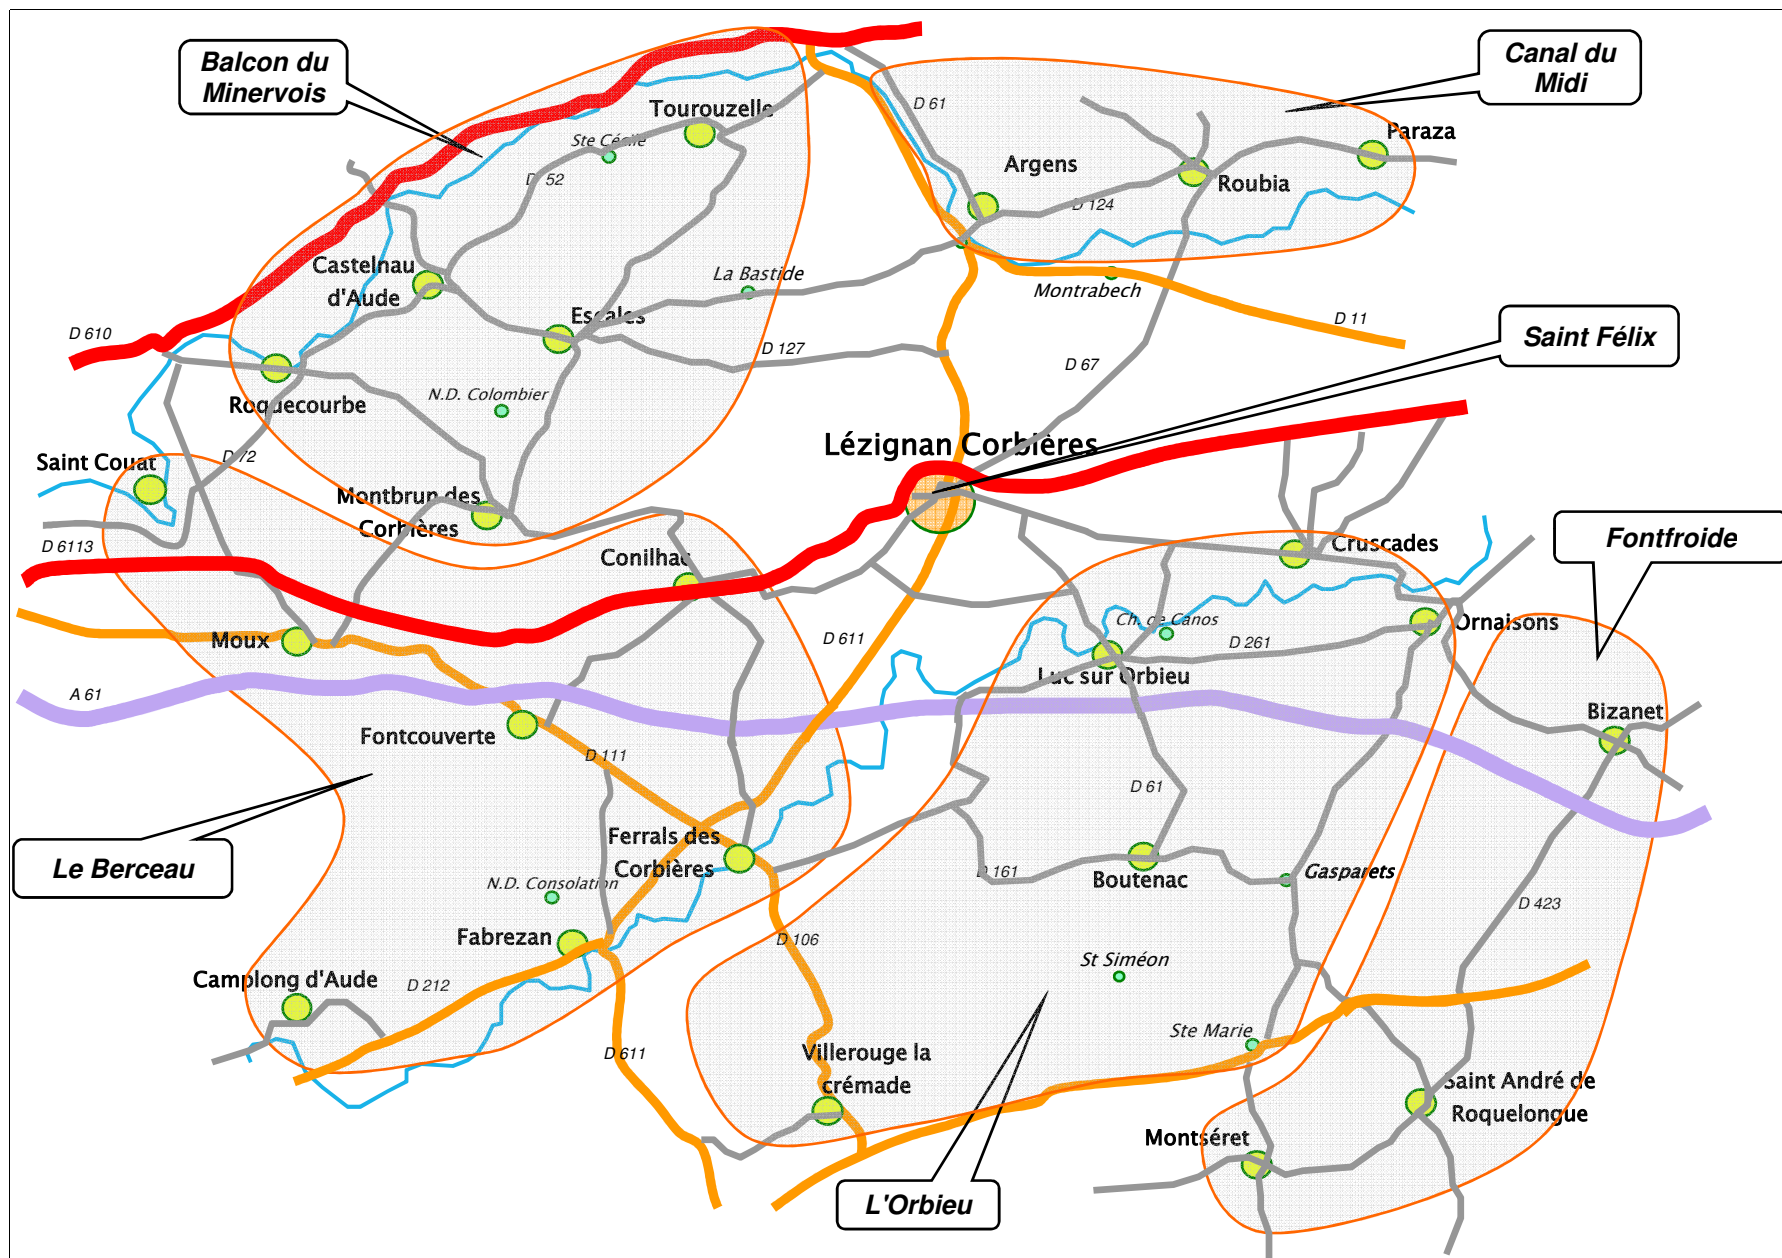 Balcon du
Minervois
Canal du
Midi
Tourouzelle
D 61
Ste Cécile
Paraza
Argens
Roubia
D 52
D 124
Castelnau
d'Aude
La Bastide
Montrabech
Escales
D 11
D 610
Saint Félix
D 127
D 67
N.D. Colombier
Roquecourbe
Lézignan Corbières
Saint Couat
D 72
Montbrun des
Corbières
D 6113
Conilhac
Cruscades
Fontfroide
Moux
D 611
Ch. de Canos
D 261
Ornaisons
Luc sur Orbieu
A 61
Bizanet
Fontcouverte
D 111
D 61
Ferrals des
Corbières
Le Berceau
N.D. Consolation
D 161
Boutenac
Gasparets
D 423
Fabrezan
D 106
St Siméon
Camplong d'Aude
D 212
Ste Marie
D 611
Villerouge la
crémade
Saint André de
Roquelongue
Montséret
L'Orbieu